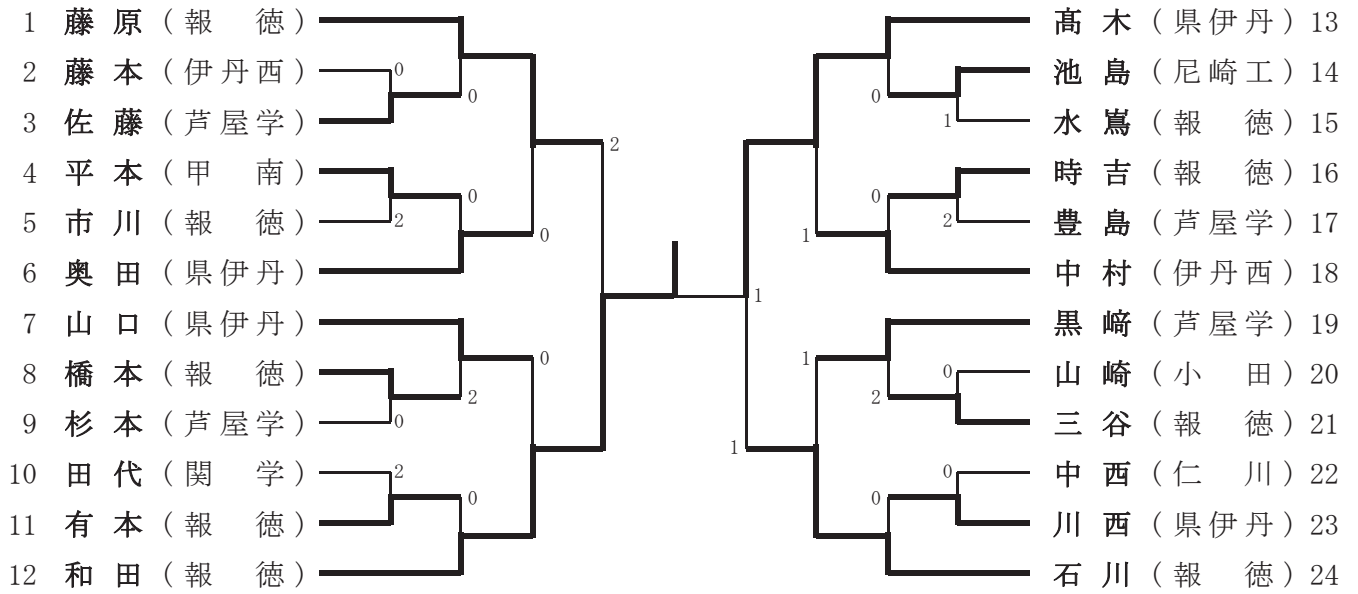 1 藤原(報 徳)
2 藤本(伊丹西)
3 佐藤(芦屋学)
4 平本(甲 南)
5 市川(報 徳)
6 奥田(県伊丹)
7 山口(県伊丹)
8 橋本(報 徳)
9 杉本(芦屋学)
10 田代(関 学)
11 有本(報 徳)
12 和田(報 徳)
0
0
0
2
0
2
0
2
0
2
0
1
1
0
1
0
2
1
1
0
2
0
0
髙木(県伊丹)13
池島(尼崎工)14
水嶌(報 徳)15
時吉(報 徳)16
豊島(芦屋学)17
中村(伊丹西)18
黒﨑(芦屋学)19
山崎(小 田)20
三谷(報 徳)21
中西(仁 川)22
川西(県伊丹)23
石川(報 徳)24